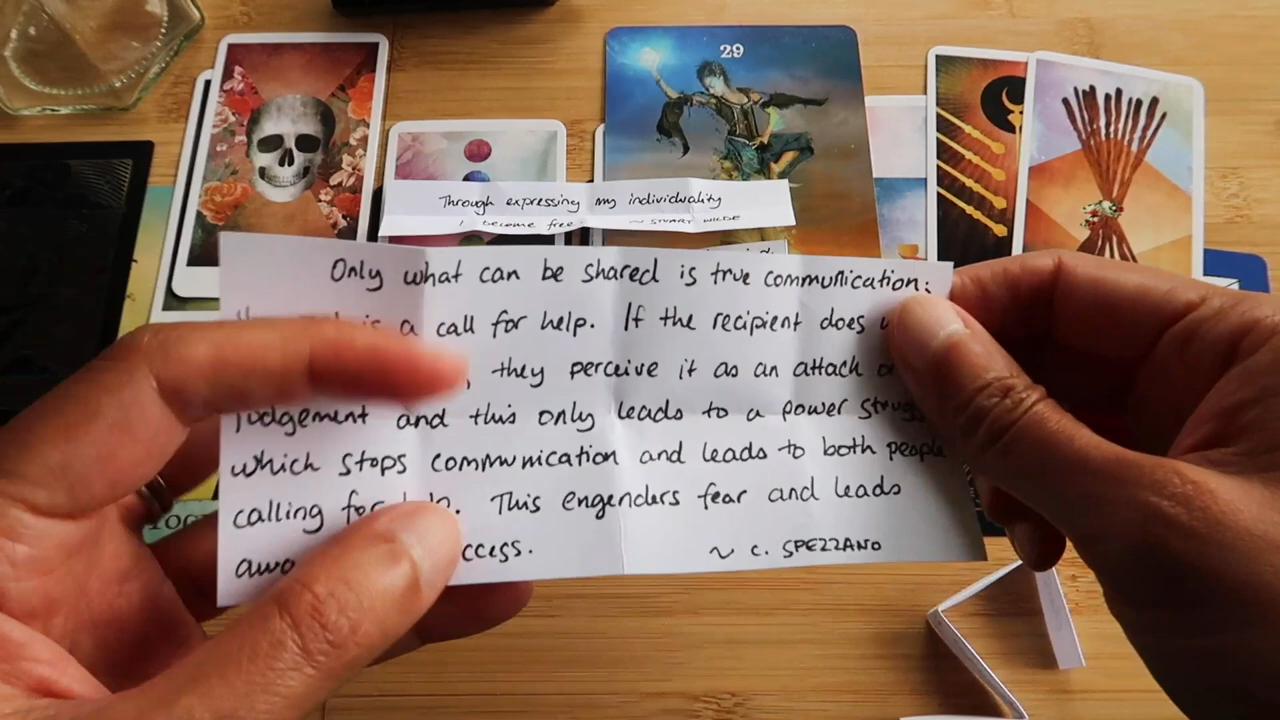 29
Through expressing my individuality
I become free ~ STUART WILDE
Only what can be shared is true communication:
is a call for help. If the recipient does
, they perceive it as an attack
judgement and this only leads to a power
which stops communication and leads to both people
calling for. This engenders fear and leads
~ C. SPEZZANO